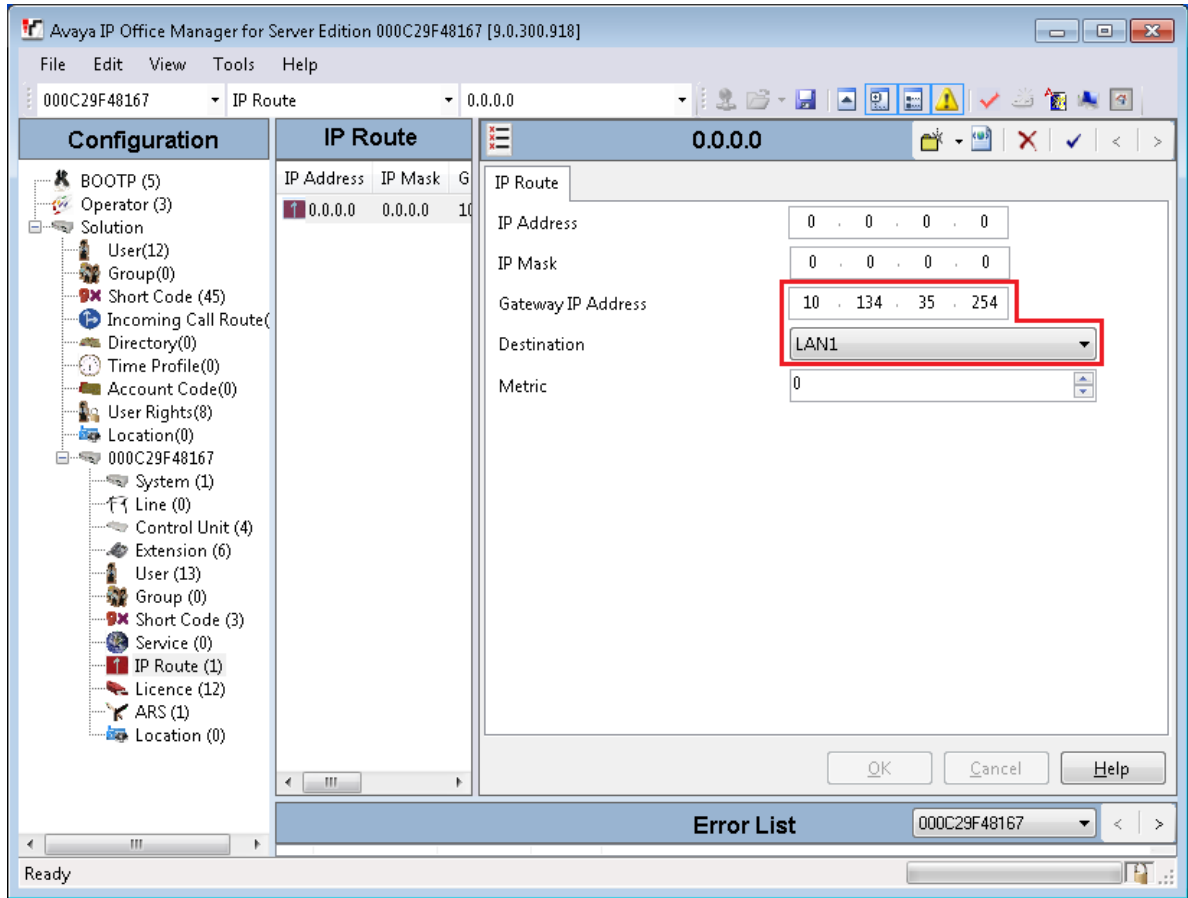 Avaya IP Office Manager for Server Edition 000C29F48167 [9.0.300.918]
File Edit View Tools Help
000C29F48167 IP Route 0.0.0.0
Configuration
BOOTP (5)
Operator (3)
Solution
User(12)
Group(0)
Short Code (45)
Incoming Call Route(
Directory(0)
Time Profile(0)
Account Code(0)
User Rights(8)
Location(0)
000C29F48167
System (1)
Line (0)
Control Unit (4)
Extension (6)
User (13)
Group (0)
Short Code (3)
Service (0)
IP Route (1)
Licence (12)
ARS (1)
Location (0)
IP Route
IP Address IP Mask G
0.0.0.0 0.0.0.0 10
0.0.0.0
IP Route
IP Address 0 . 0 . 0 . 0
IP Mask 0 . 0 . 0 . 0
Gateway IP Address 10 . 134 . 35 . 254
Destination LAN1
Metric 0
OK Cancel Help
Error List 000C29F48167
Ready